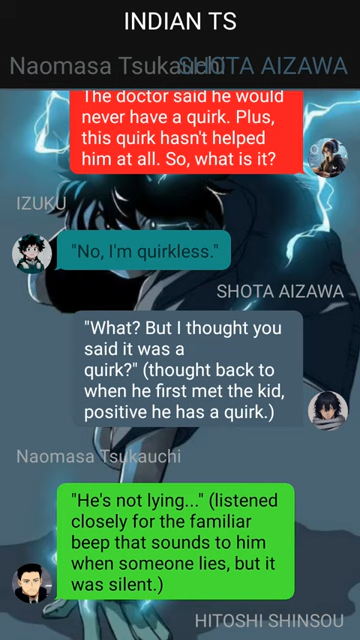 INDIAN TS
Naomasa Tsukauchi
SHOTA AIZAWA
The doctor said he would
never have a quirk. Plus,
this quirk hasn't helped
him at all. So, what is it?
IZUKU
"No, I'm quirkless."
SHOTA AIZAWA
"What? But I thought you
said it was a
quirk?" (thought back to
when he first met the kid,
positive he has a quirk.)
Naomasa Tsukauchi
"He's not lying..." (listened
closely for the familiar
beep that sounds to him
when someone lies, but it
was silent.)
HITOSHI SHINSOU